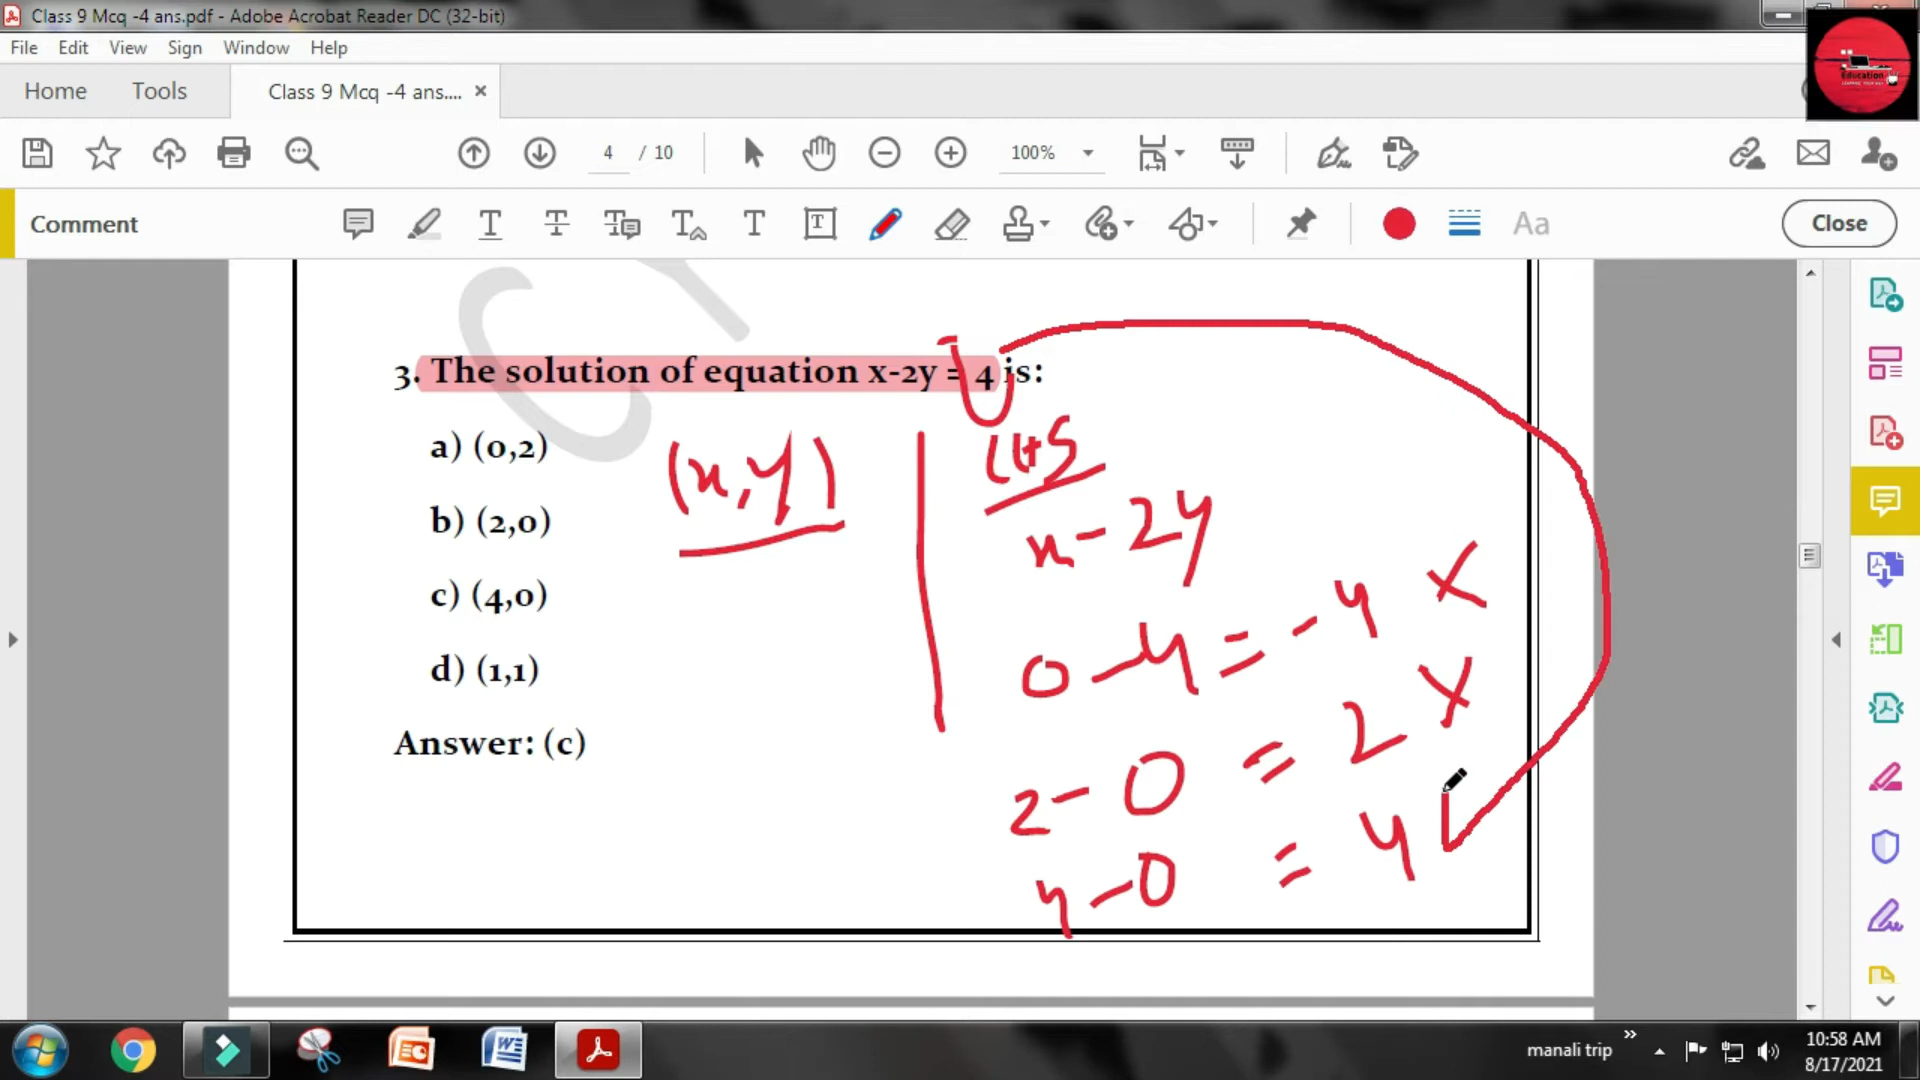 Class 9 Mcq -4 ans.pdf - Adobe Acrobat Reader DC (32-bit)
File Edit View Sign Window Help
Education
Home Tools Class 9 Mcq -4 ans.... ×
4 / 10 100%
Comment T T T T T T Aa Close
3. The solution of equation x-2y = 4 is:
a) (0,2)
b) (2,0)
c) (4,0)
d) (1,1)
Answer: (c)
(x,y)
LHS
x-2y
0-4=-4 ×
2-0 = 2 ×
4-0 = 4
manali trip
10:58 AM
8/17/2021